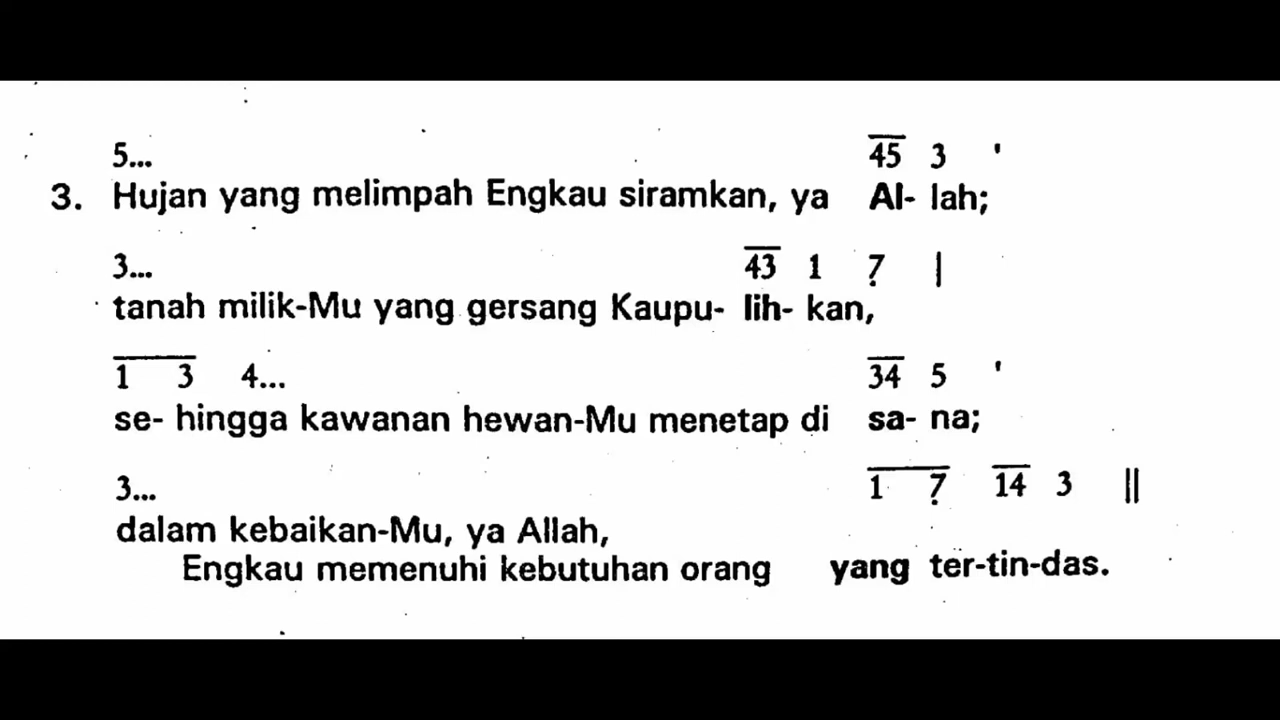 5... 45 3 '
3. Hujan yang melimpah Engkau siramkan, ya Al- lah;
3... 43 1 7̣ |
tanah milik-Mu yang gersang Kaupu- lih- kan,
1 3 4... 34 5 '
se- hingga kawanan hewan-Mu menetap di sa- na;
3... 1 7̣ 14 3 ||
dalam kebaikan-Mu, ya Allah,
Engkau memenuhi kebutuhan orang yang ter-tin-das.